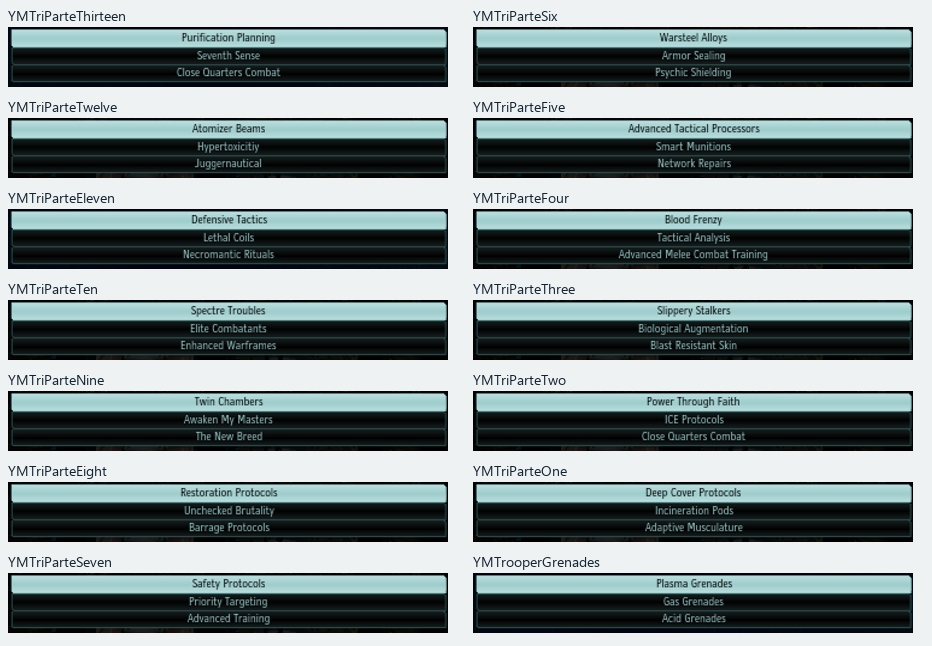 YMTriParteThirteen
Purification Planning
Seventh Sense
Close Quarters Combat
YMTriParteTwelve
Atomizer Beams
Hypertoxicitiy
Juggernautical
YMTriParteEleven
Defensive Tactics
Lethal Coils
Necromantic Rituals
YMTriParteTen
Spectre Troubles
Elite Combatants
Enhanced Warframes
YMTriParteNine
Twin Chambers
Awaken My Masters
The New Breed
YMTriParteEight
Restoration Protocols
Unchecked Brutality
Barrage Protocols
YMTriParteSeven
Safety Protocols
Priority Targeting
Advanced Training
YMTriParteSix
Warsteel Alloys
Armor Sealing
Psychic Shielding
YMTriParteFive
Advanced Tactical Processors
Smart Munitions
Network Repairs
YMTriParteFour
Blood Frenzy
Tactical Analysis
Advanced Melee Combat Training
YMTriParteThree
Slippery Stalkers
Biological Augmentation
Blast Resistant Skin
YMTriParteTwo
Power Through Faith
ICE Protocols
Close Quarters Combat
YMTriParteOne
Deep Cover Protocols
Incineration Pods
Adaptive Musculature
YMTrooperGrenades
Plasma Grenades
Gas Grenades
Acid Grenades